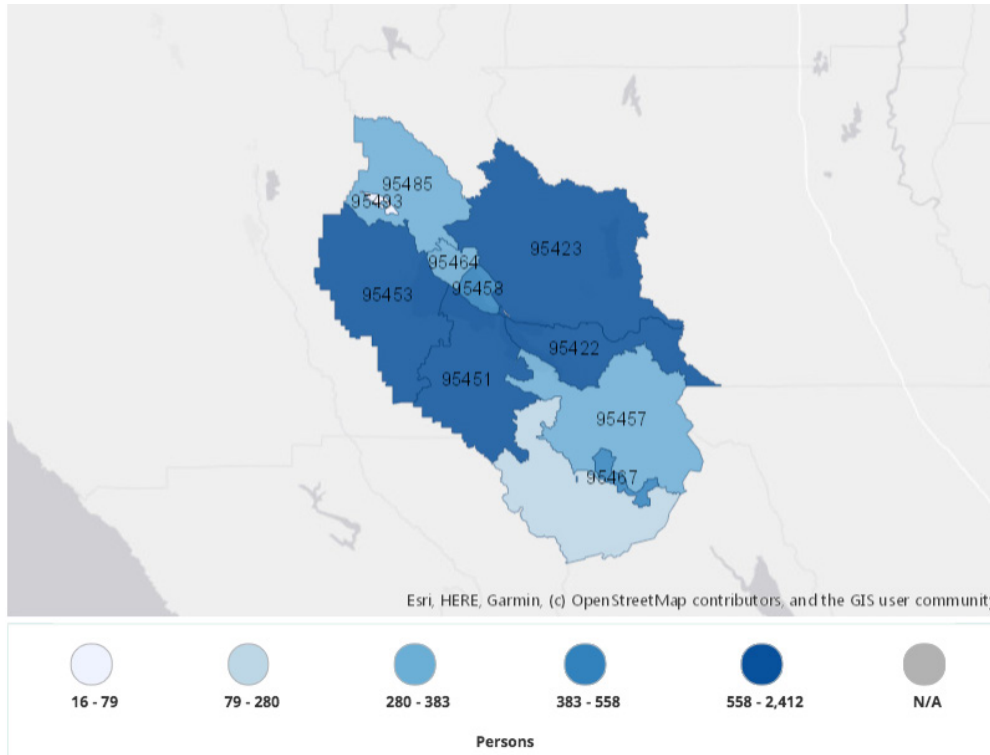 95485
95493
95423
95464
95458
95453
95422
95451
95457
95467
Esri, HERE, Garmin, (c) OpenStreetMap contributors, and the GIS user community
16 - 79
79 - 280
280 - 383
383 - 558
558 - 2,412
N/A
Persons